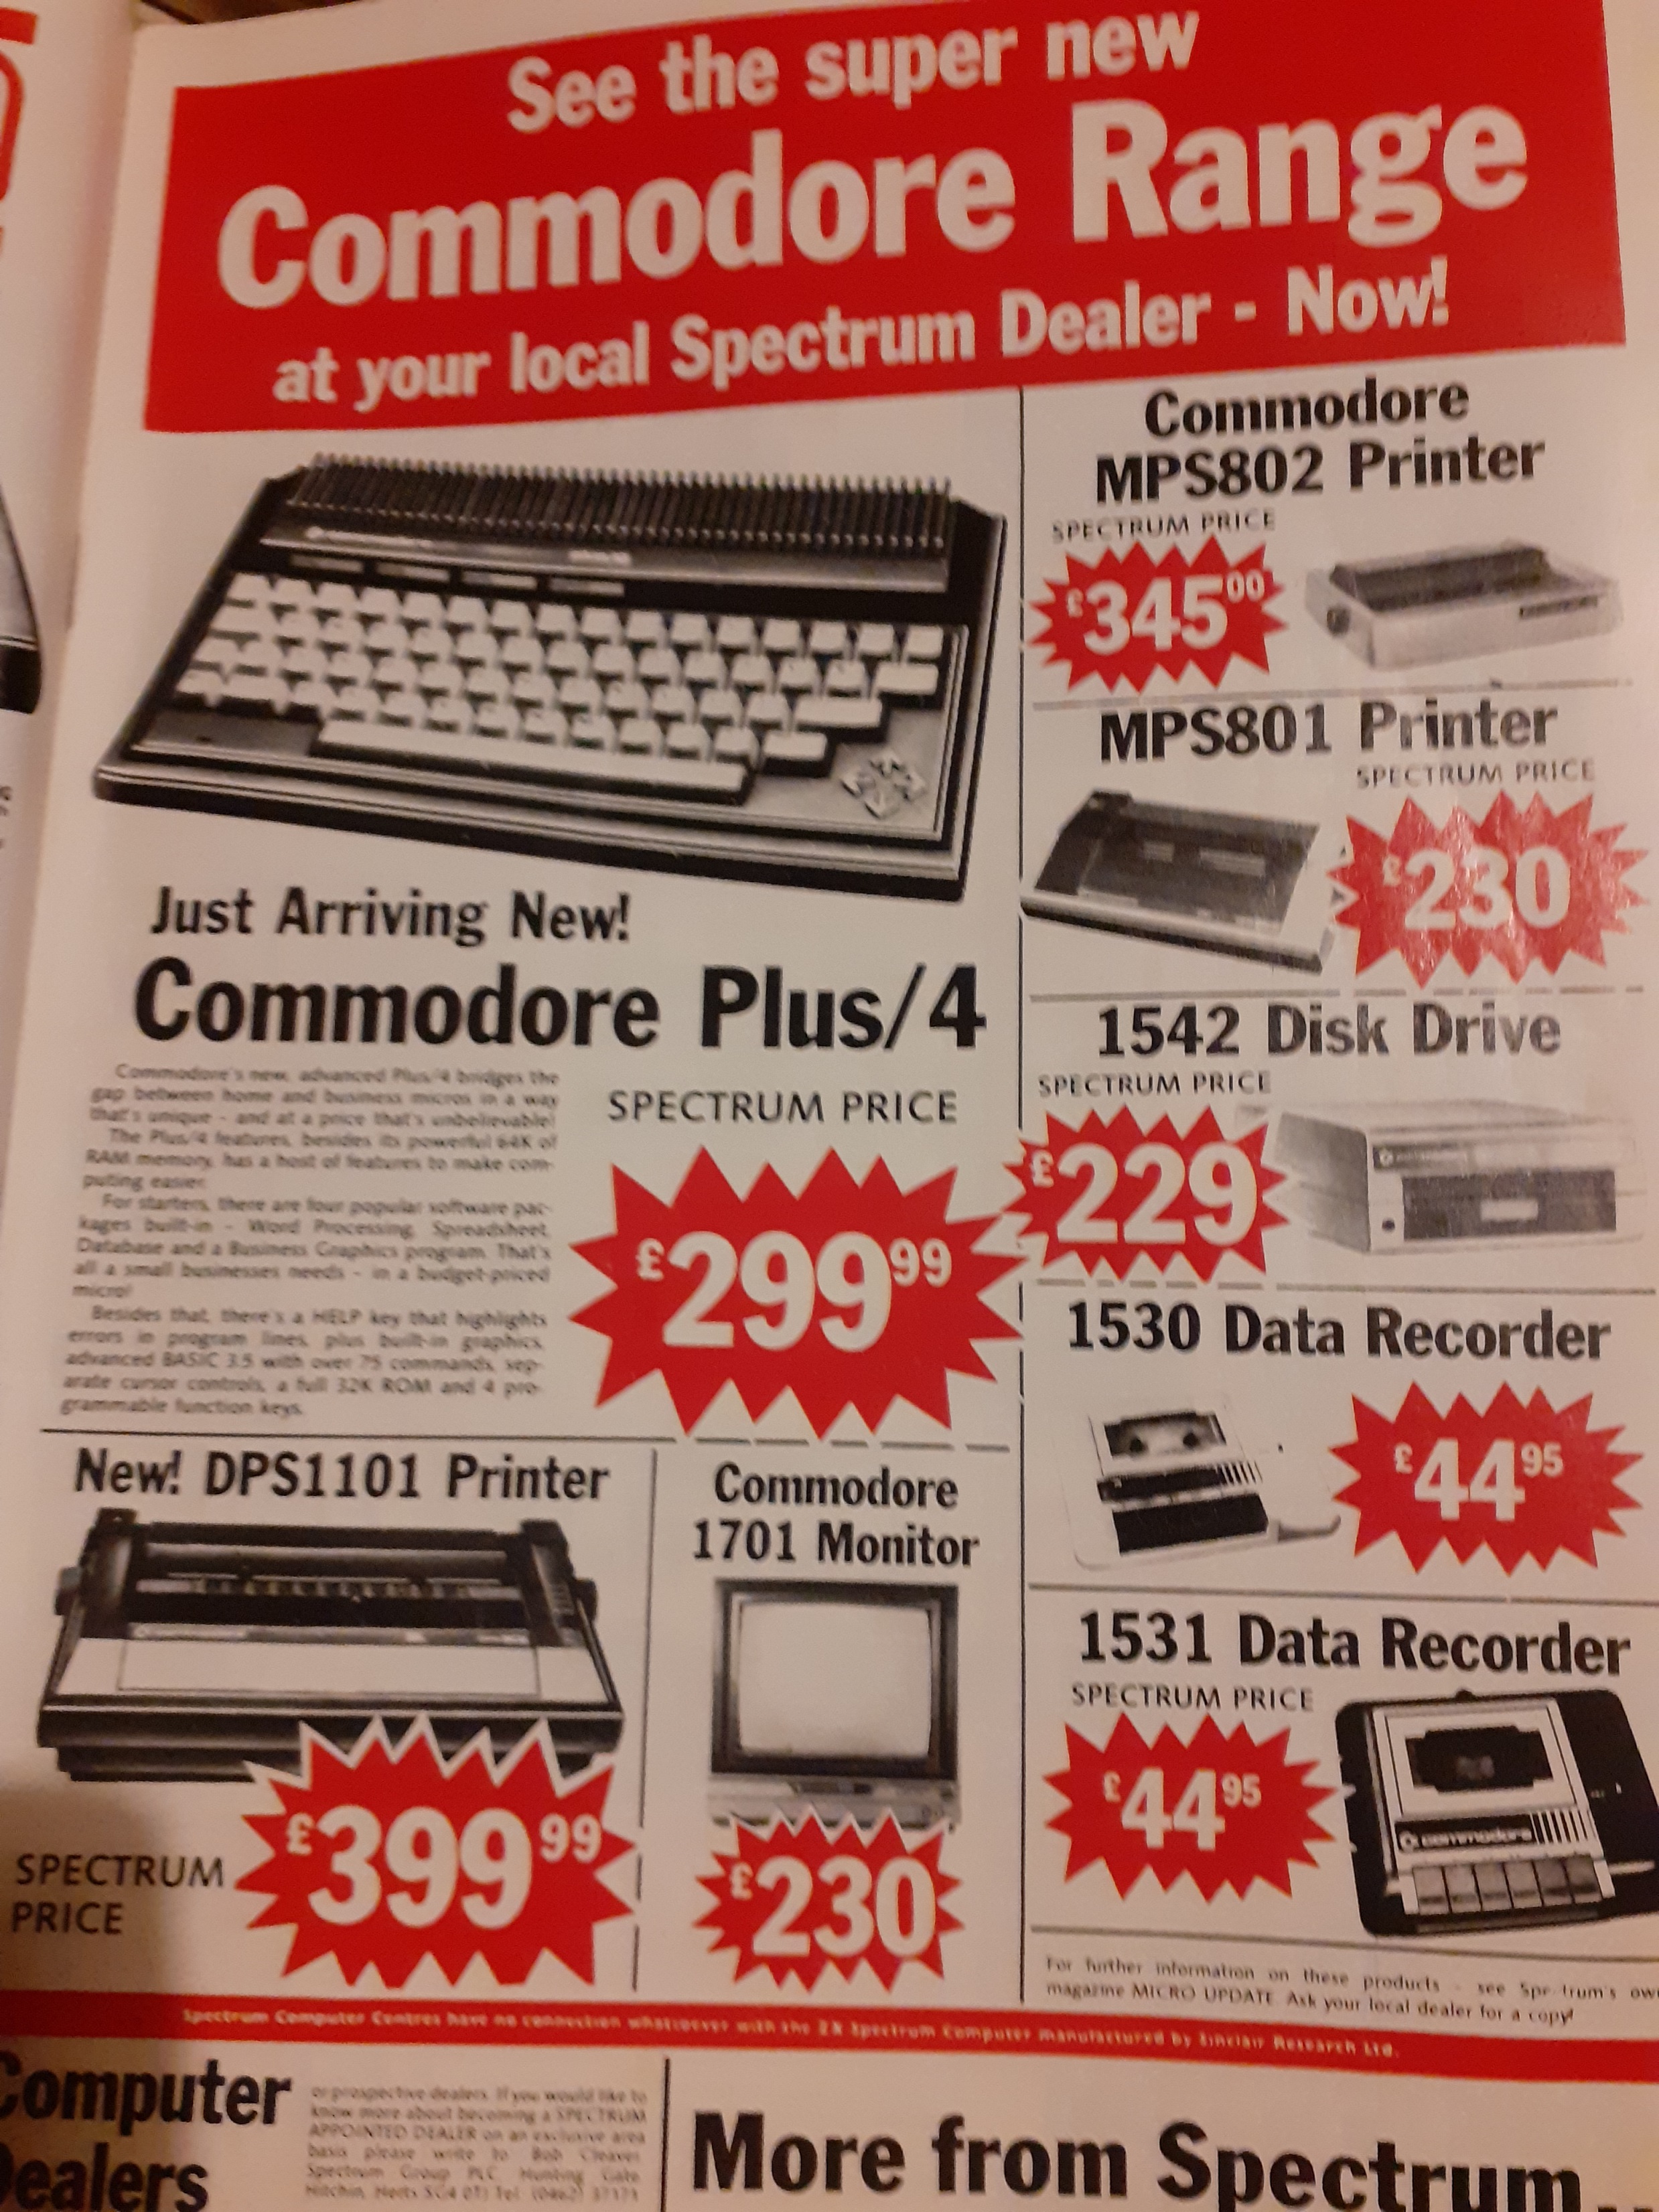 See the super new
Commodore Range
at your local Spectrum Dealer - Now!
Just Arriving New!
Commodore Plus/4
Commodore's new, advanced Plus/4 bridges the
gap between home and business micros in a way
that's unique - and at a price that's unbelievable!
The Plus/4 features, besides its powerful 64K of
RAM memory, has a host of features to make com-
puting easier.
For starters, there are four popular software pac-
kages built-in - Word Processing, Spreadsheet,
Database and a Business Graphics program. That's
all a small businesses needs - in a budget-priced
micro!
Besides that, there's a HELP key that highlights
errors in program lines, plus built-in graphics,
advanced BASIC 3.5 with over 75 commands, sep-
arate cursor controls, a full 32K ROM and 4 pro-
grammable function keys.
SPECTRUM PRICE
£299.99
New! DPS1101 Printer
SPECTRUM
PRICE
£399.99
Commodore
1701 Monitor
£230
Commodore
MPS802 Printer
SPECTRUM PRICE
£345.00
MPS801 Printer
SPECTRUM PRICE
£230
1542 Disk Drive
SPECTRUM PRICE
£229
1530 Data Recorder
£44.95
1531 Data Recorder
SPECTRUM PRICE
£44.95
commodore
For further information on these products - see Spectrum's own
magazine MICRO UPDATE. Ask your local dealer for a copy!
Spectrum Computer Centres have no connection whatsoever with the ZX Spectrum Computer manufactured by Sinclair Research Ltd.
Computer
Dealers
or prospective dealers. If you would like to
know more about becoming a SPECTRUM
APPOINTED DEALER on an exclusive area
basis please write to Bob Cleaver
Spectrum Group PLC Hunting Gate
Hitchin, Herts SG4 0TJ Tel: (0462) 37171
More from Spectrum...